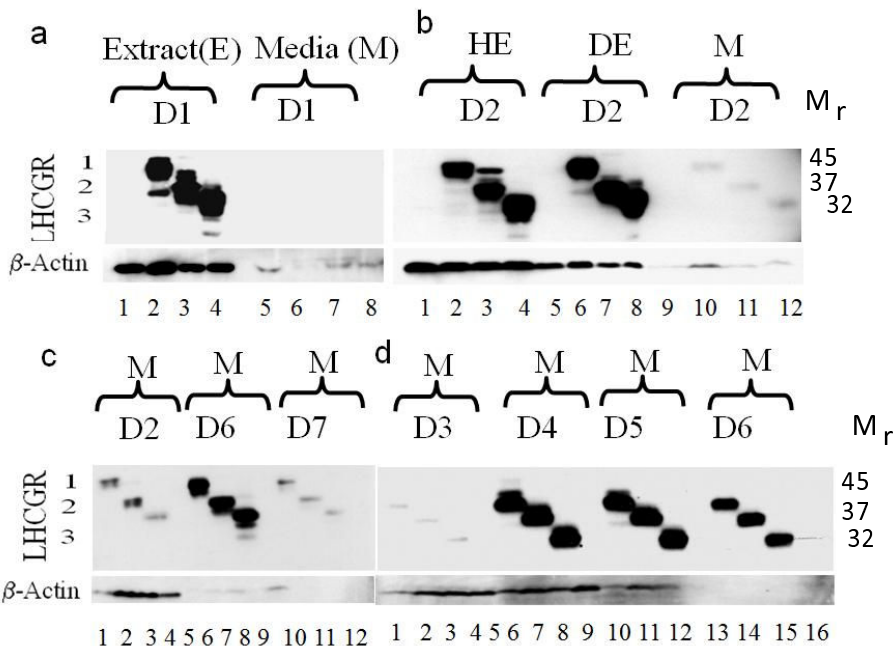 a
Extract(E) Media (M)
D1 D1
LHCGR
1
2
3
β-Actin
1 2 3 4 5 6 7 8
b
HE DE M
D2 D2 D2
Mr
45
37
32
1 2 3 4 5 6 7 8 9 10 11 12
c
M M M
D2 D6 D7
LHCGR
1
2
3
β-Actin
1 2 3 4 5 6 7 8 9 10 11 12
d
M M M M
D3 D4 D5 D6
Mr
45
37
32
1 2 3 4 5 6 7 8 9 10 11 12 13 14 15 16